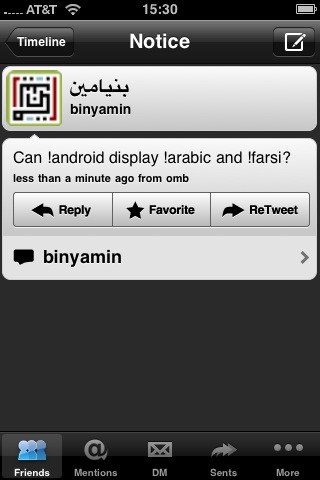 AT&T 15:30
Timeline Notice
بنيامين
binyamin
Can !android display !arabic and !farsi?
less than a minute ago from omb
Reply Favorite ReTweet
binyamin
Friends Mentions DM Sents More